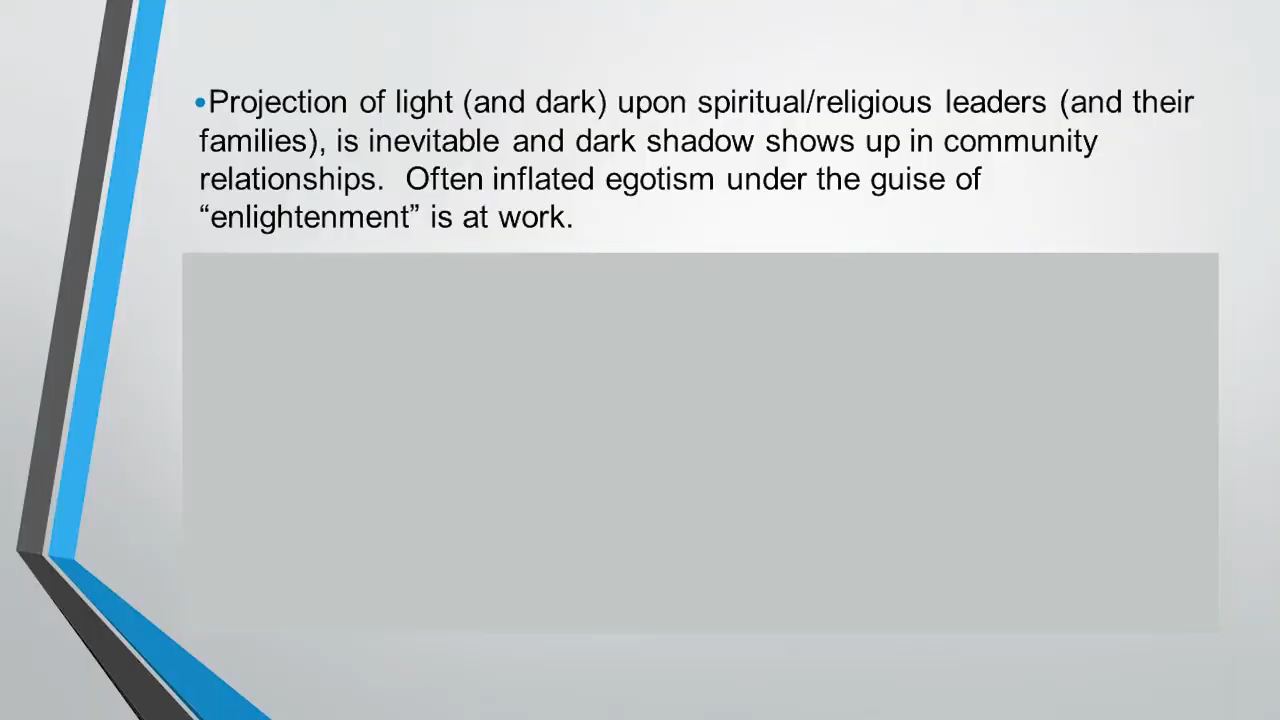 •Projection of light (and dark) upon spiritual/religious leaders (and their
families), is inevitable and dark shadow shows up in community
relationships.  Often inflated egotism under the guise of
“enlightenment” is at work.